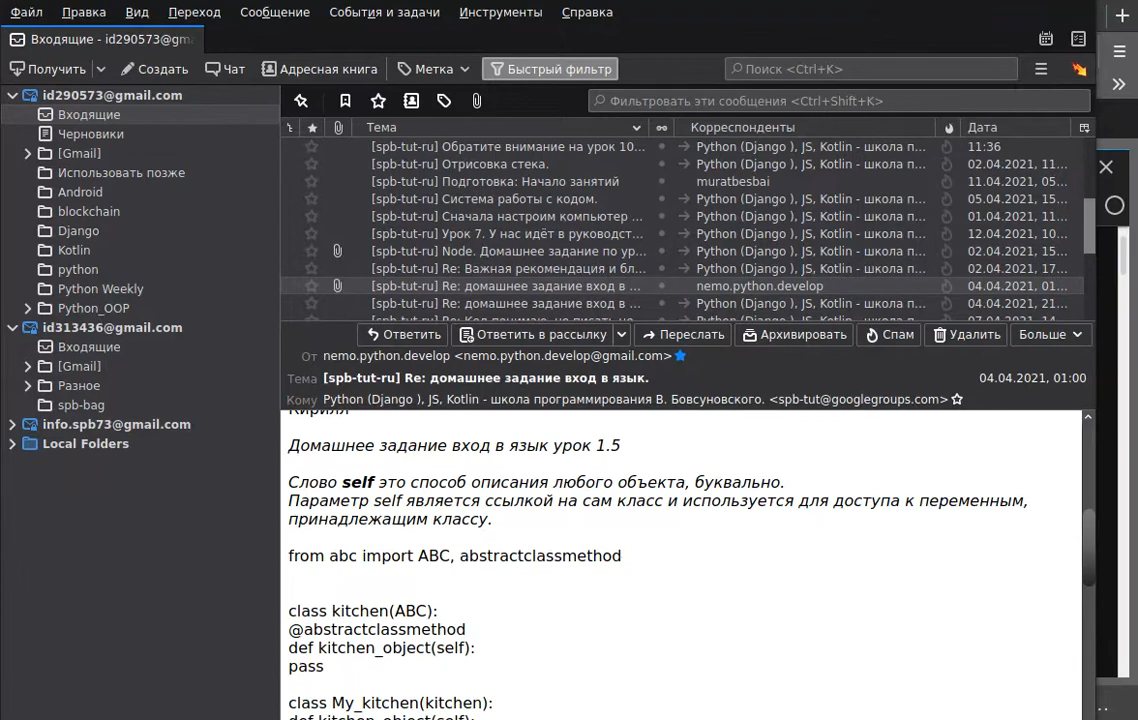 Файл Правка Вид Переход Сообщение События и задачи Инструменты Справка
Входящие - id290573@gm
Получить Создать Чат Адресная книга Метка Быстрый фильтр Поиск <Ctrl+K>
id290573@gmail.com
Входящие
Черновики
[Gmail]
Использовать позже
Android
blockchain
Django
Kotlin
python
Python Weekly
Python_OOP
id313436@gmail.com
Входящие
[Gmail]
Разное
spb-bag
info.spb73@gmail.com
Local Folders
Фильтровать эти сообщения <Ctrl+Shift+K>
Тема Корреспонденты Дата
[spb-tut-ru] Обратите внимание на урок 10... Python (Django ), JS, Kotlin - школа п... 11:36
[spb-tut-ru] Отрисовка стека. Python (Django ), JS, Kotlin - школа п... 02.04.2021, 11...
[spb-tut-ru] Подготовка: Начало занятий muratbesbai 11.04.2021, 05...
[spb-tut-ru] Система работы с кодом. Python (Django ), JS, Kotlin - школа п... 05.04.2021, 15...
[spb-tut-ru] Сначала настроим компьютер ... Python (Django ), JS, Kotlin - школа п... 01.04.2021, 11...
[spb-tut-ru] Урок 7. У нас идёт в руководст... Python (Django ), JS, Kotlin - школа п... 12.04.2021, 10...
[spb-tut-ru] Node. Домашнее задание по ур... Python (Django ), JS, Kotlin - школа п... 02.04.2021, 15...
[spb-tut-ru] Re: Важная рекомендация и бл... Python (Django ), JS, Kotlin - школа п... 02.04.2021, 17...
[spb-tut-ru] Re: домашнее задание вход в ... nemo.python.develop 04.04.2021, 01...
[spb-tut-ru] Re: домашнее задание вход в ... Python (Django ), JS, Kotlin - школа п... 04.04.2021, 21...
Ответить Ответить в рассылку Переслать Архивировать Спам Удалить Больше
От nemo.python.develop <nemo.python.develop@gmail.com>
Тема [spb-tut-ru] Re: домашнее задание вход в язык. 04.04.2021, 01:00
Кому Python (Django ), JS, Kotlin - школа программирования В. Бовсуновского. <spb-tut@googlegroups.com>
Кирилл
Домашнее задание вход в язык урок 1.5
Слово self это способ описания любого объекта, буквально.
Параметр self является ссылкой на сам класс и используется для доступа к переменным,
принадлежащим классу.
from abc import ABC, abstractclassmethod
class kitchen(ABC):
@abstractclassmethod
def kitchen_object(self):
pass
class My_kitchen(kitchen):
def kitchen_object(self):